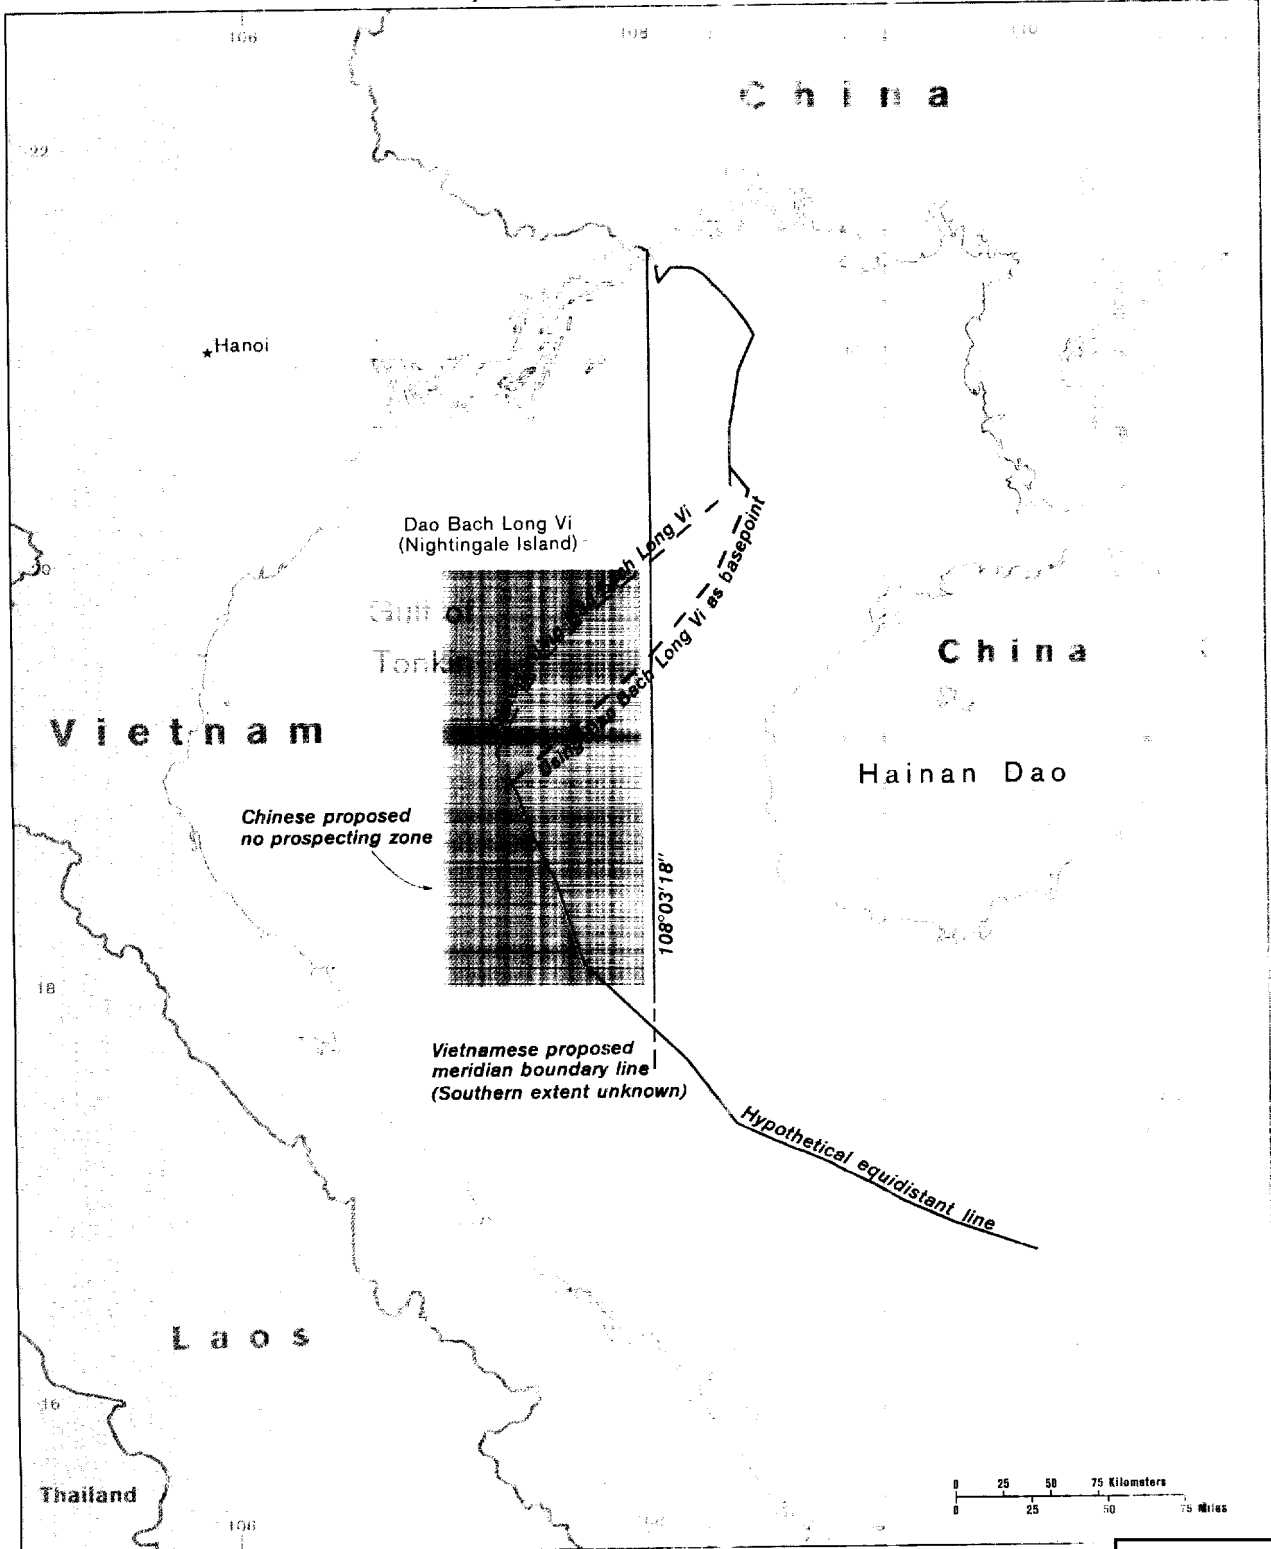 106
108
110
China
22
★Hanoi
Dao Bach Long Vi
(Nightingale Island)
Bach Long Vi
Using Dao Bach Long Vi as basepoint
Gulf of
Tonkin
China
Vietnam
Hainan Dao
Chinese proposed
no prospecting zone
108°03'18"
18
Vietnamese proposed
meridian boundary line
(Southern extent unknown)
Hypothetical equidistant line
Laos
16
Thailand
0 25 50 75 Kilometers
0 25 50 75 Miles
106